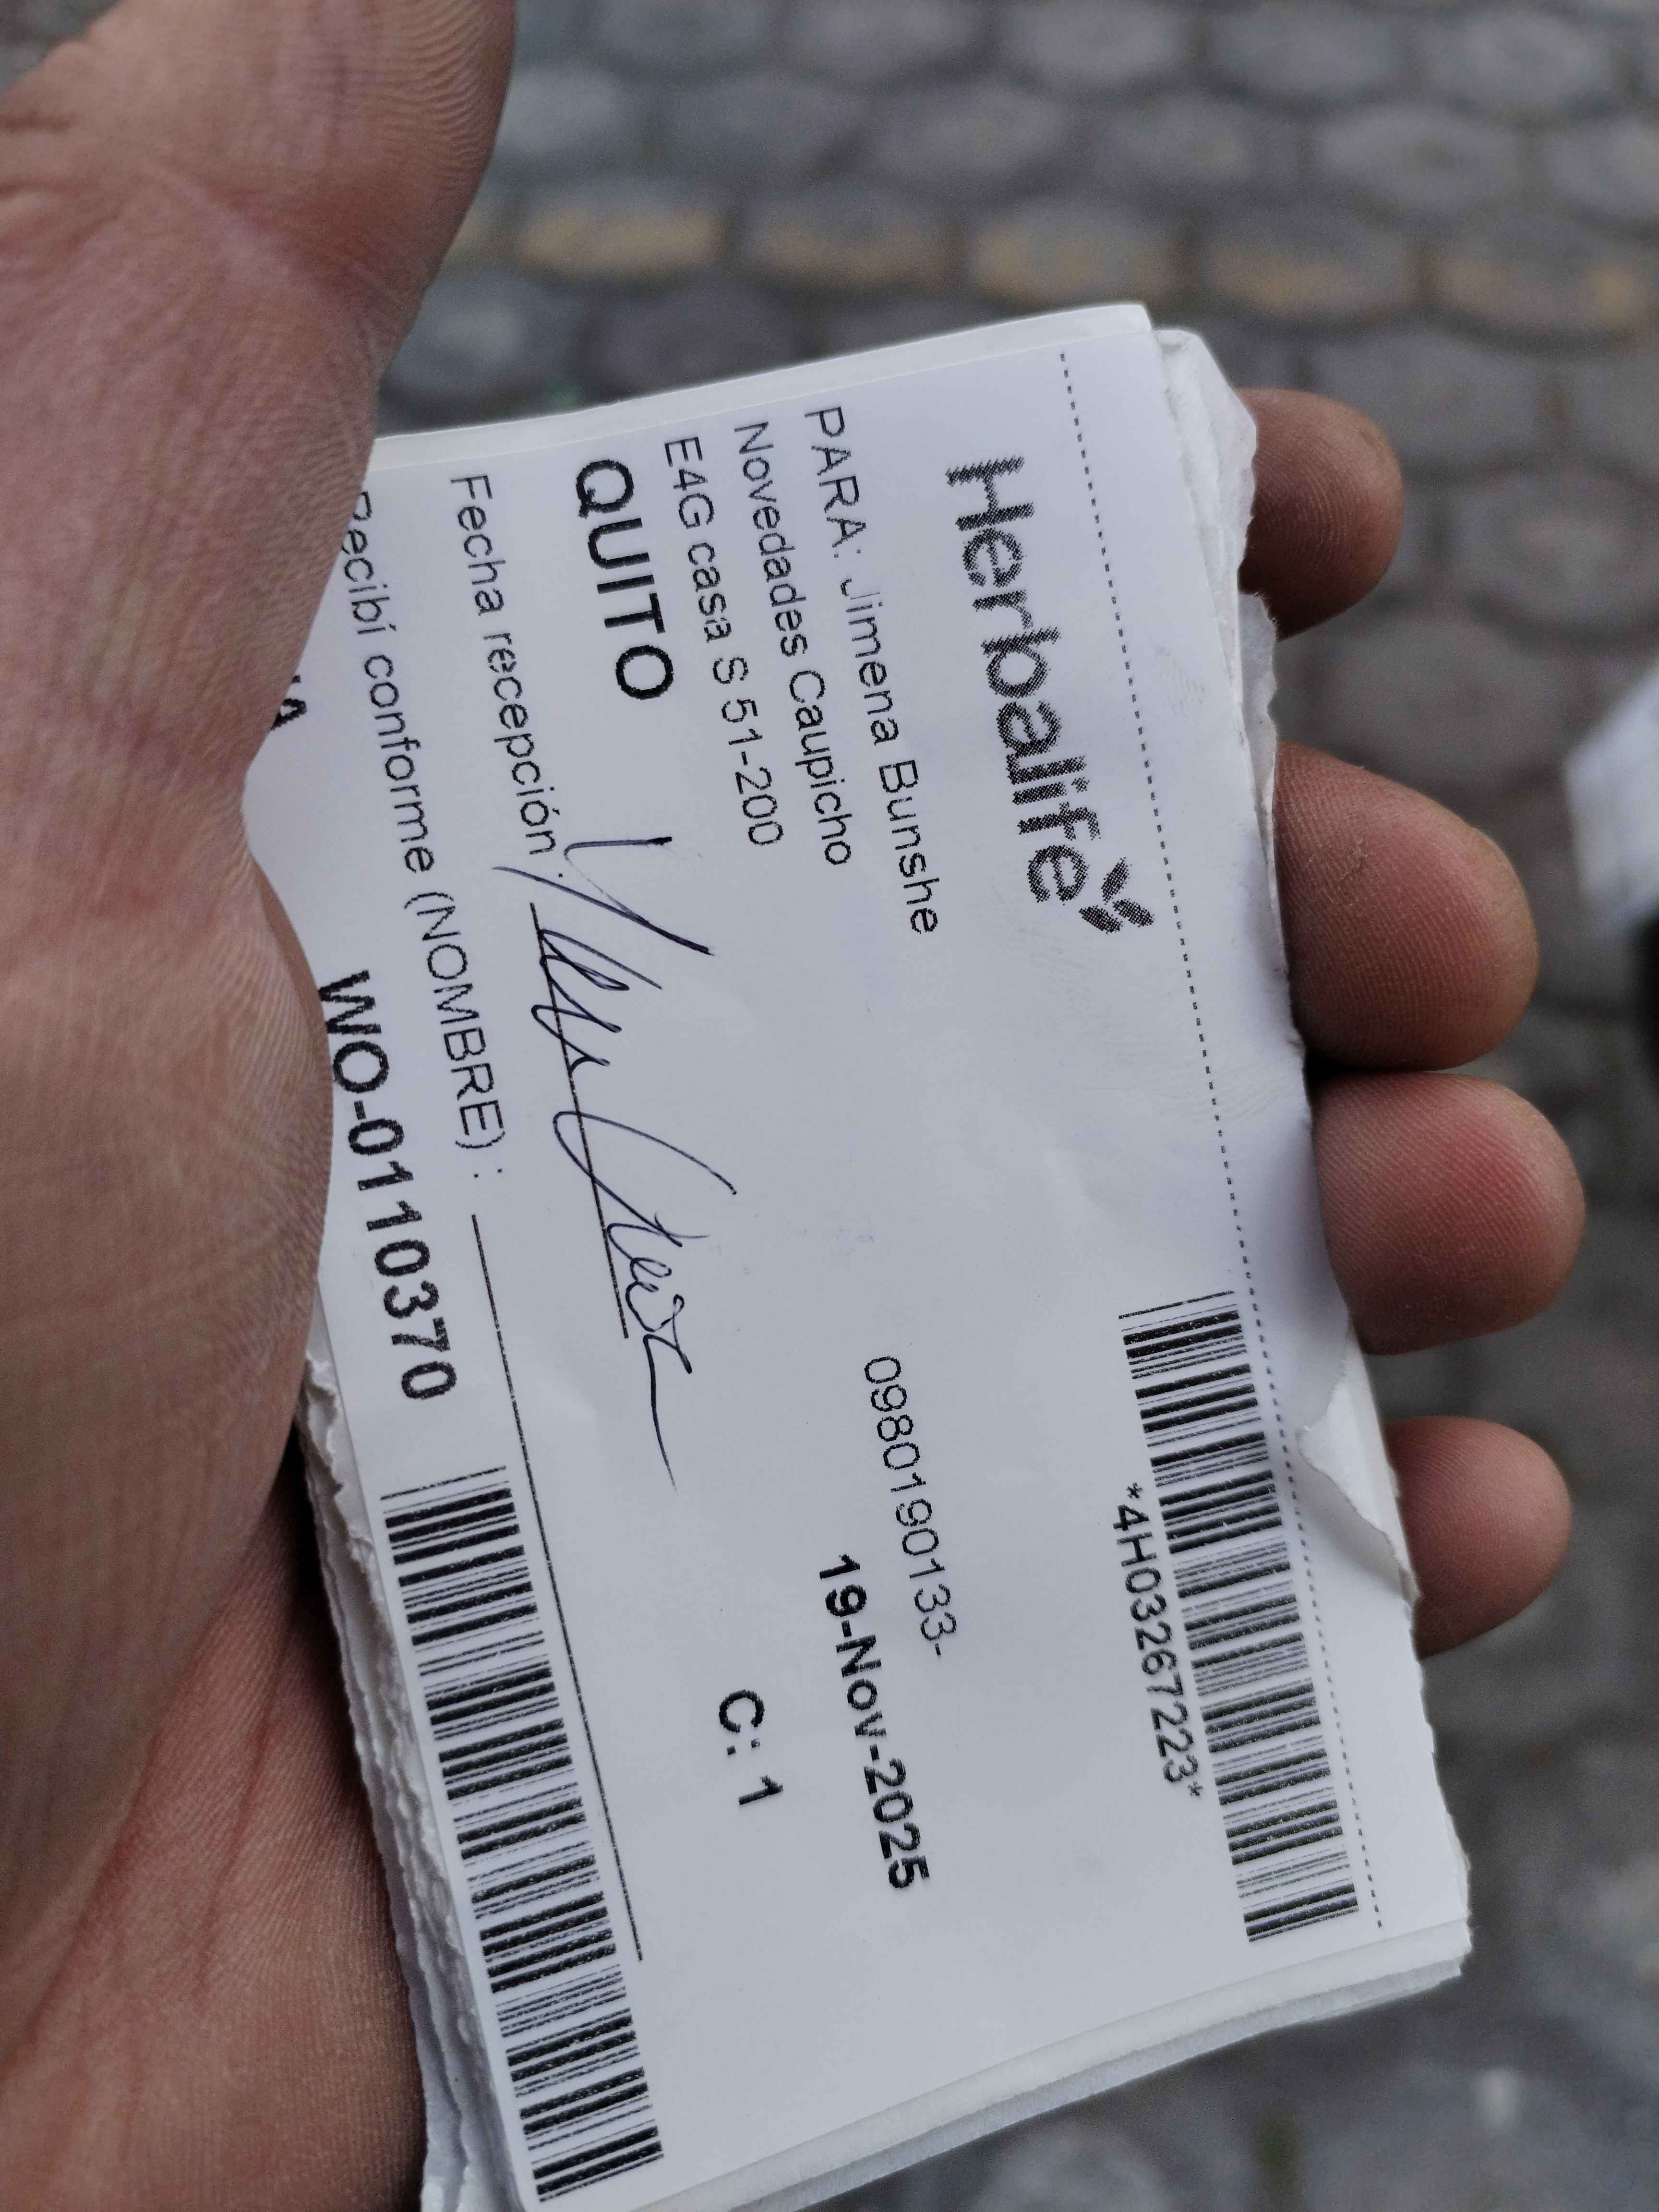 Herbalife
*4H03267223*
PARA: Jimena Bunshe
0980190133-
Novedades Caupicho
19-Nov-2025
E4G casa S 51-200
QUITO
C: 1
Fecha recepción:
Recibí conforme (NOMBRE) :
WO-0110370